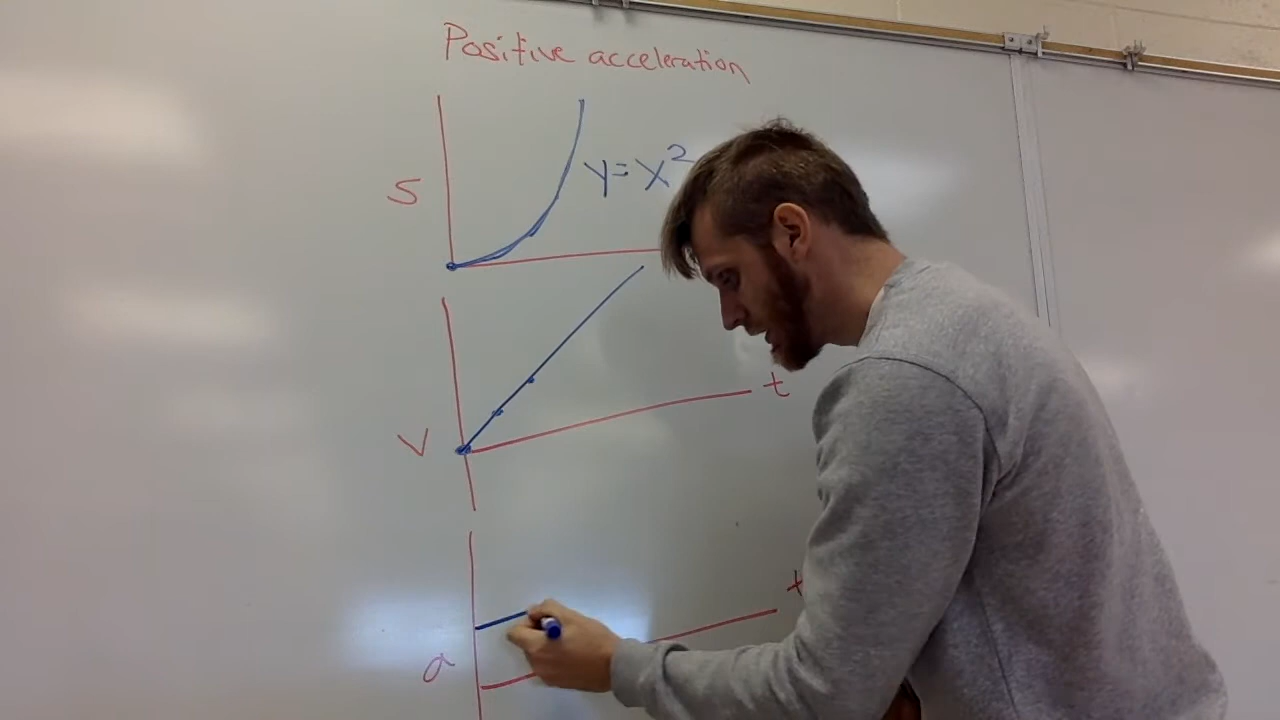 Positive acceleration
S
y=x²
V
t
t
a